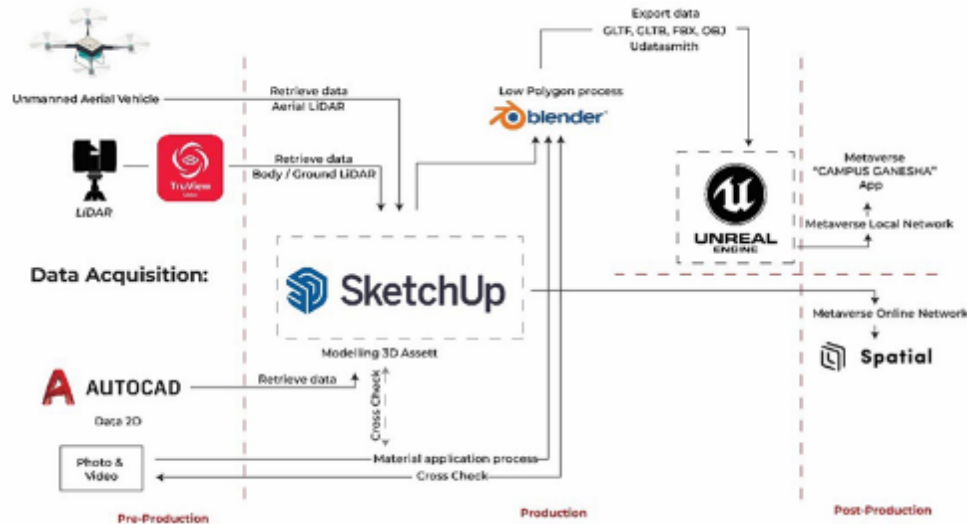 Export data
GLTF, GLTB, FBX, OBJ
Udatasmith
Unmanned Aerial Vehicle
Retrieve data
Aerial LiDAR
Low Polygon process
blender
LiDAR
TruView
Retrieve data
Body / Ground LiDAR
UNREAL
ENGINE
Metaverse
"CAMPUS GANESHA"
App
Metaverse Local Network
Data Acquisition:
SketchUp
Modelling 3D Assett
Metaverse Online Network
Spatial
AUTOCAD
Data 2D
Retrieve data
Cross Check
Photo &
Video
Material application process
Cross Check
Pre-Production
Production
Post-Production